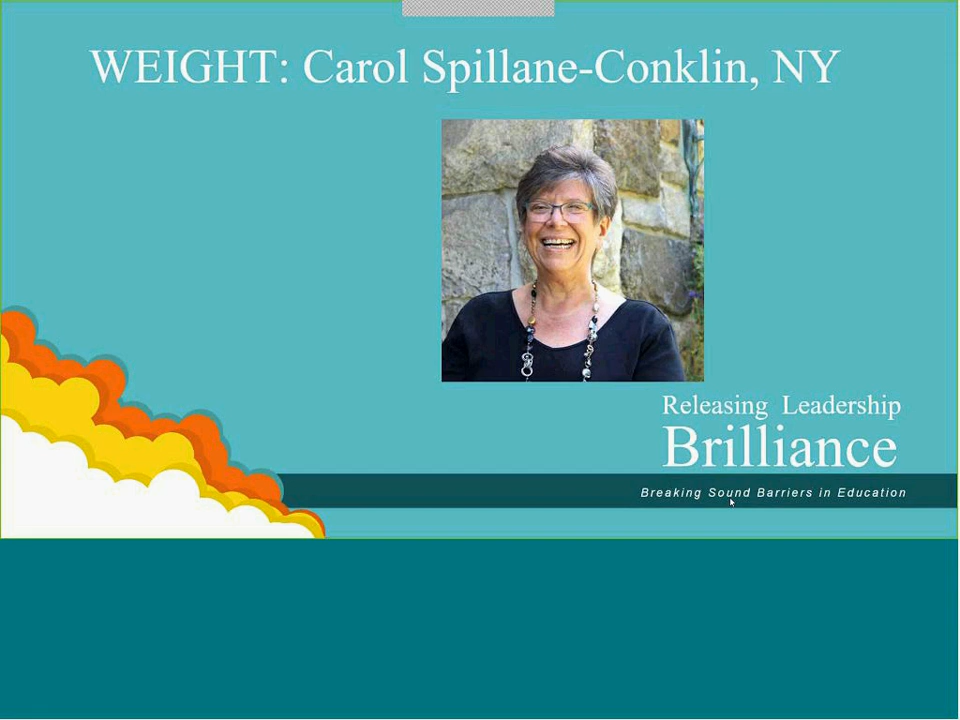 WEIGHT: Carol Spillane-Conklin, NY
Releasing Leadership
Brilliance
Breaking Sound Barriers in Education